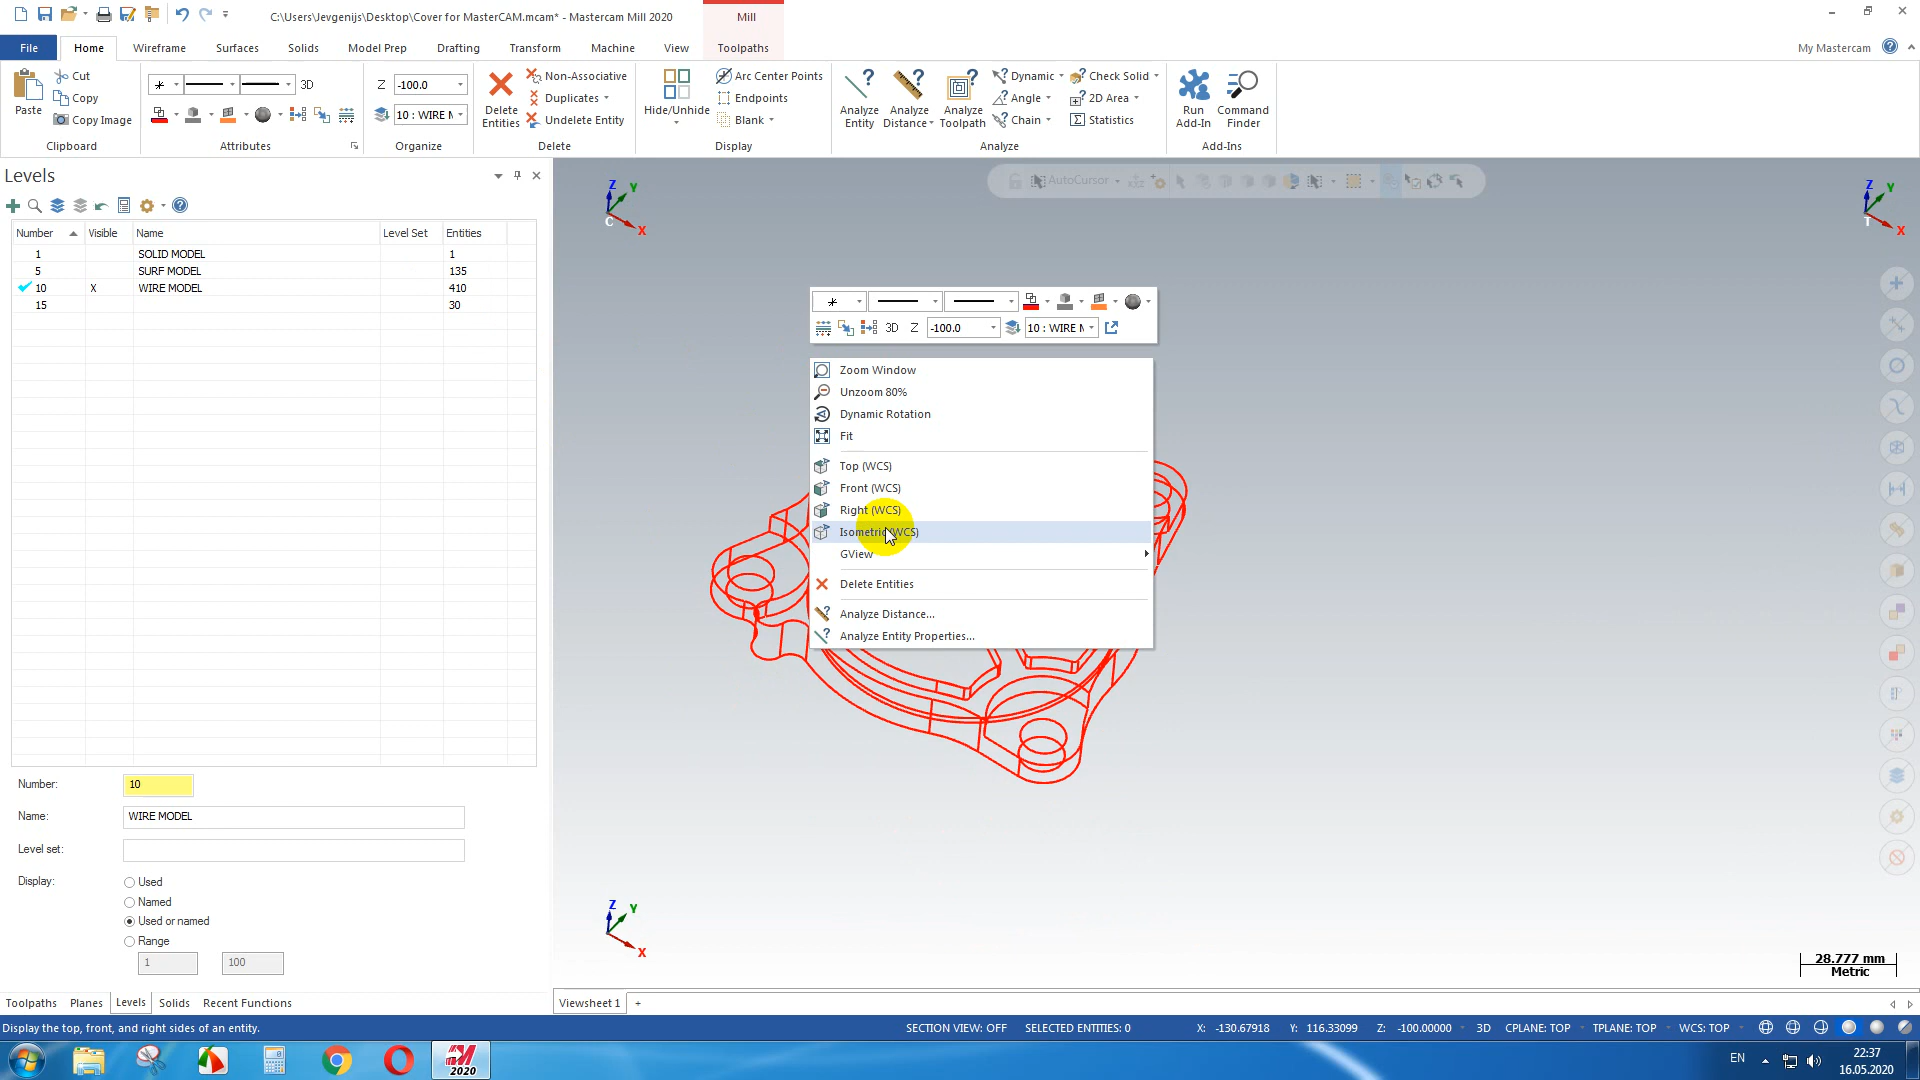 C:\Users\Jevgenijs\Desktop\Cover for MasterCAM.mcam* - Mastercam Mill 2020
Mill
File
Home
Wireframe
Surfaces
Solids
Model Prep
Drafting
Transform
Machine
View
Toolpaths
My Mastercam
Paste
Cut
Copy
Copy Image
Clipboard
3D
Attributes
Z
-100.0
10 : WIRE M
Organize
Delete Entities
Non-Associative
Duplicates
Undelete Entity
Delete
Hide/Unhide
Arc Center Points
Endpoints
Blank
Display
Analyze Entity
Analyze Distance
Analyze Toolpath
Dynamic
Angle
Chain
Check Solid
2D Area
Statistics
Analyze
Run Add-In
Command Finder
Add-Ins
Levels
Number Visible Name Level Set Entities
1 SOLID MODEL 1
5 SURF MODEL 135
10 X WIRE MODEL 410
15 30
Number: 10
Name: WIRE MODEL
Level set:
Display:
Used
Named
Used or named
Range
1 100
Toolpaths Planes Levels Solids Recent Functions
AutoCursor
Z Y X C
Z Y X T
3D Z -100.0 10 : WIRE M
Zoom Window
Unzoom 80%
Dynamic Rotation
Fit
Top (WCS)
Front (WCS)
Right (WCS)
Isometric (WCS)
GView
Delete Entities
Analyze Distance...
Analyze Entity Properties...
Z Y X
28.777 mm
Metric
Viewsheet 1 +
Display the top, front, and right sides of an entity.
SECTION VIEW: OFF SELECTED ENTITIES: 0 X: -130.67918 Y: 116.33099 Z: -100.00000 3D CPLANE: TOP TPLANE: TOP WCS: TOP
2020
EN
22:37
16.05.2020